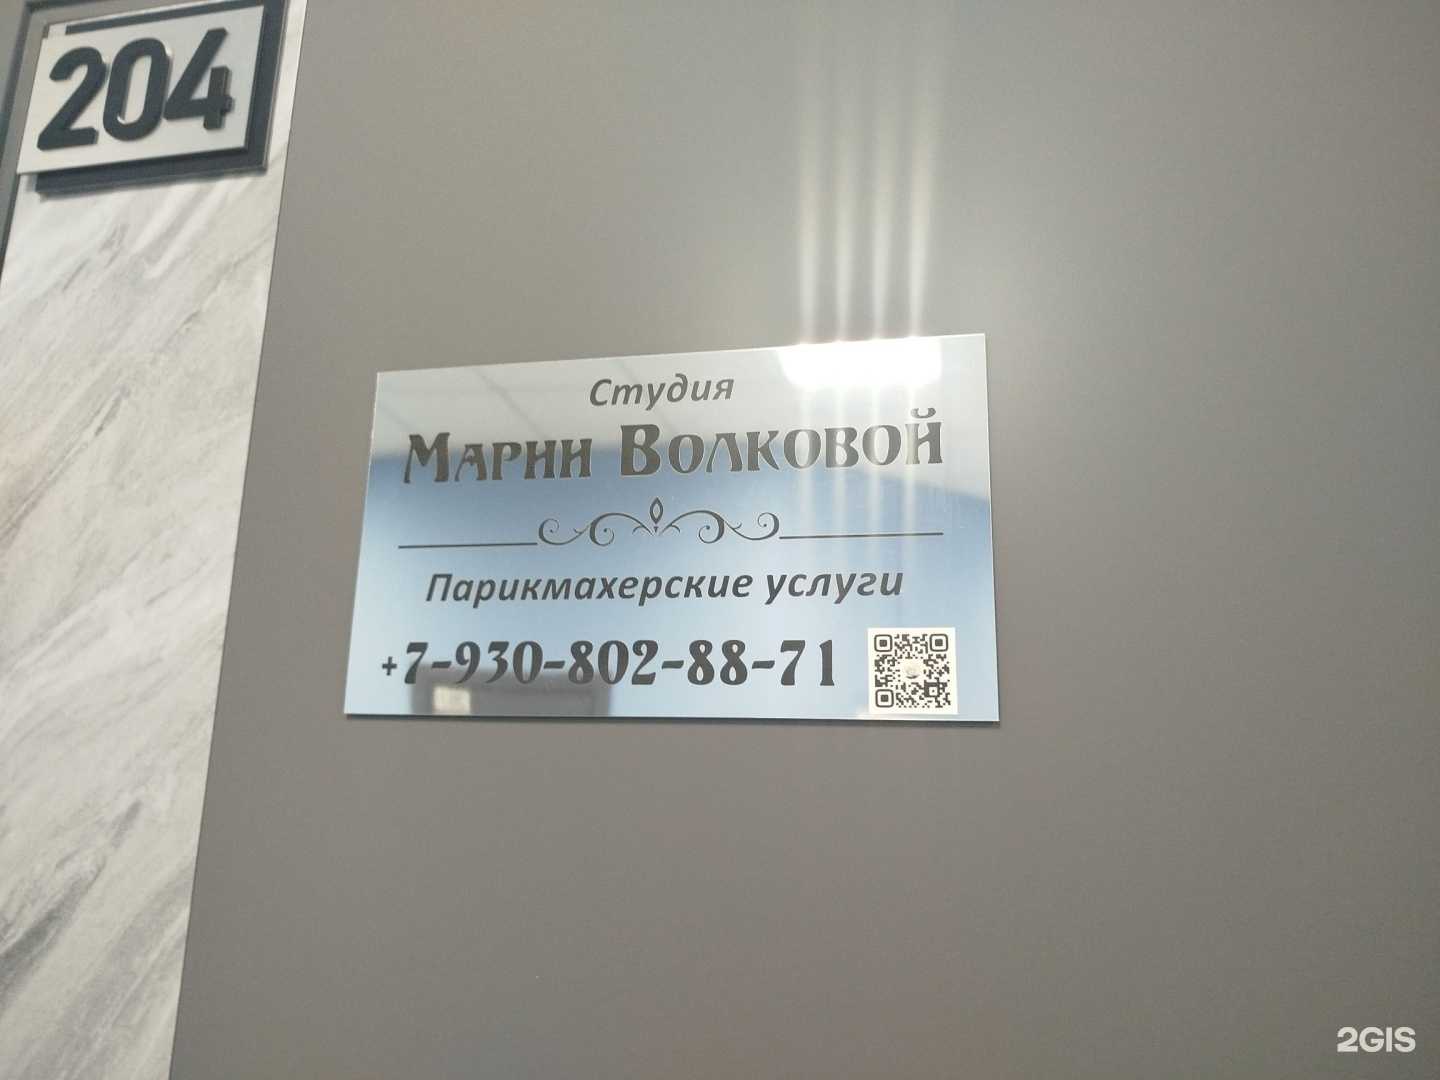 204
Студия
Марии Волковой
Парикмахерские услуги
+7-930-802-88-71
2GIS